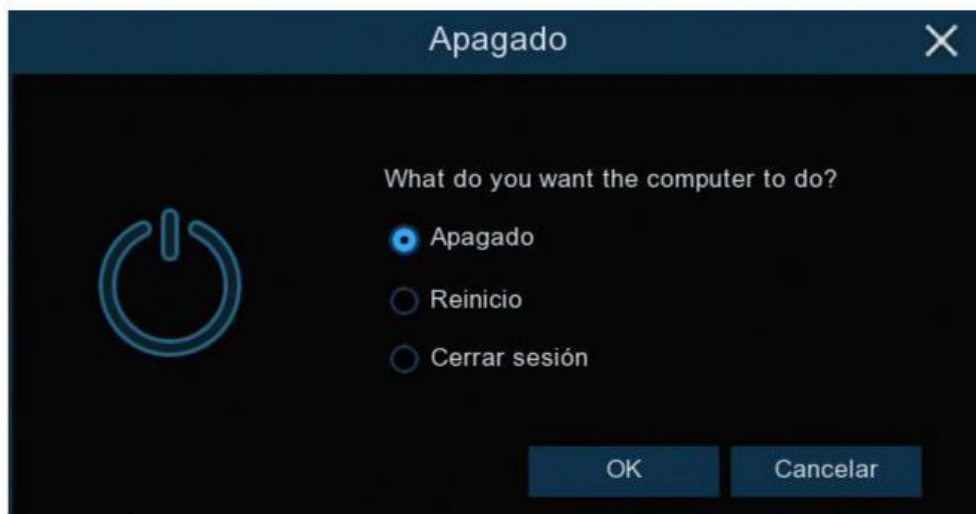 Apagado
What do you want the computer to do?
Apagado
Reinicio
Cerrar sesión
OK
Cancelar